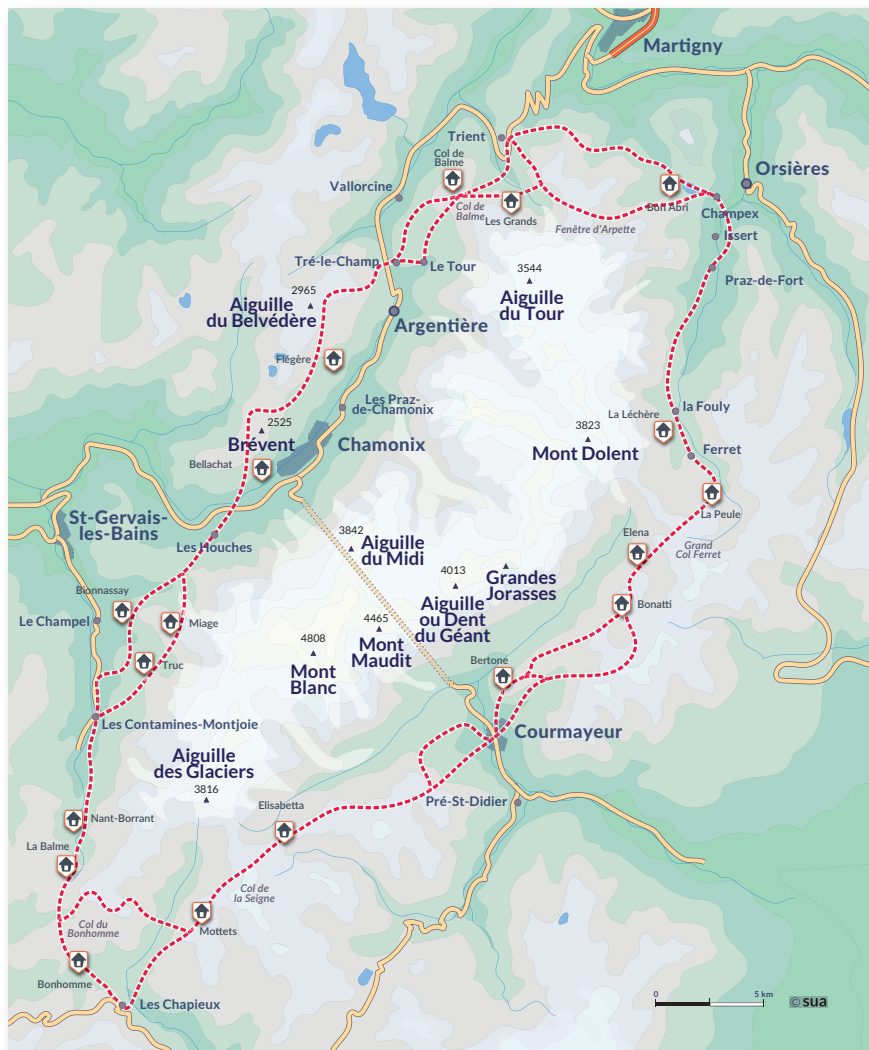 Martigny
Trient
Col de
Balme
Orsières
Vallorcine
Bon Abri
Col de
Balme
Les Grands
Champex
Fenêtre d'Arpette
Issert
Tré-le-Champ
Le Tour
3544
Praz-de-Fort
2965
Aiguille
du Belvédère
Aiguille
du Tour
Argentière
Flégère
Les Praz-
de-Chamonix
la Fouly
La Léchère
2525
Brévent
3823
Chamonix
Mont Dolent
Ferret
Bellachat
La Peule
St-Gervais-
les-Bains
3842
Aiguille
du Midi
Elena
Grand
Col Ferret
Les Houches
4013
Grandes
Jorasses
Bionnassay
Aiguille
ou Dent
du Géant
Bonatti
Le Champel
Miage
4465
Mont
Maudit
4808
Mont
Blanc
Truc
Bertone
Les Contamines-Montjoie
Courmayeur
Aiguille
des Glaciers
3816
Elisabetta
Pré-St-Didier
Nant-Borrant
La Balme
Col de
la Seigne
Col du
Bonhomme
Mottets
Bonhomme
Les Chapieux
0
5 km
©sua